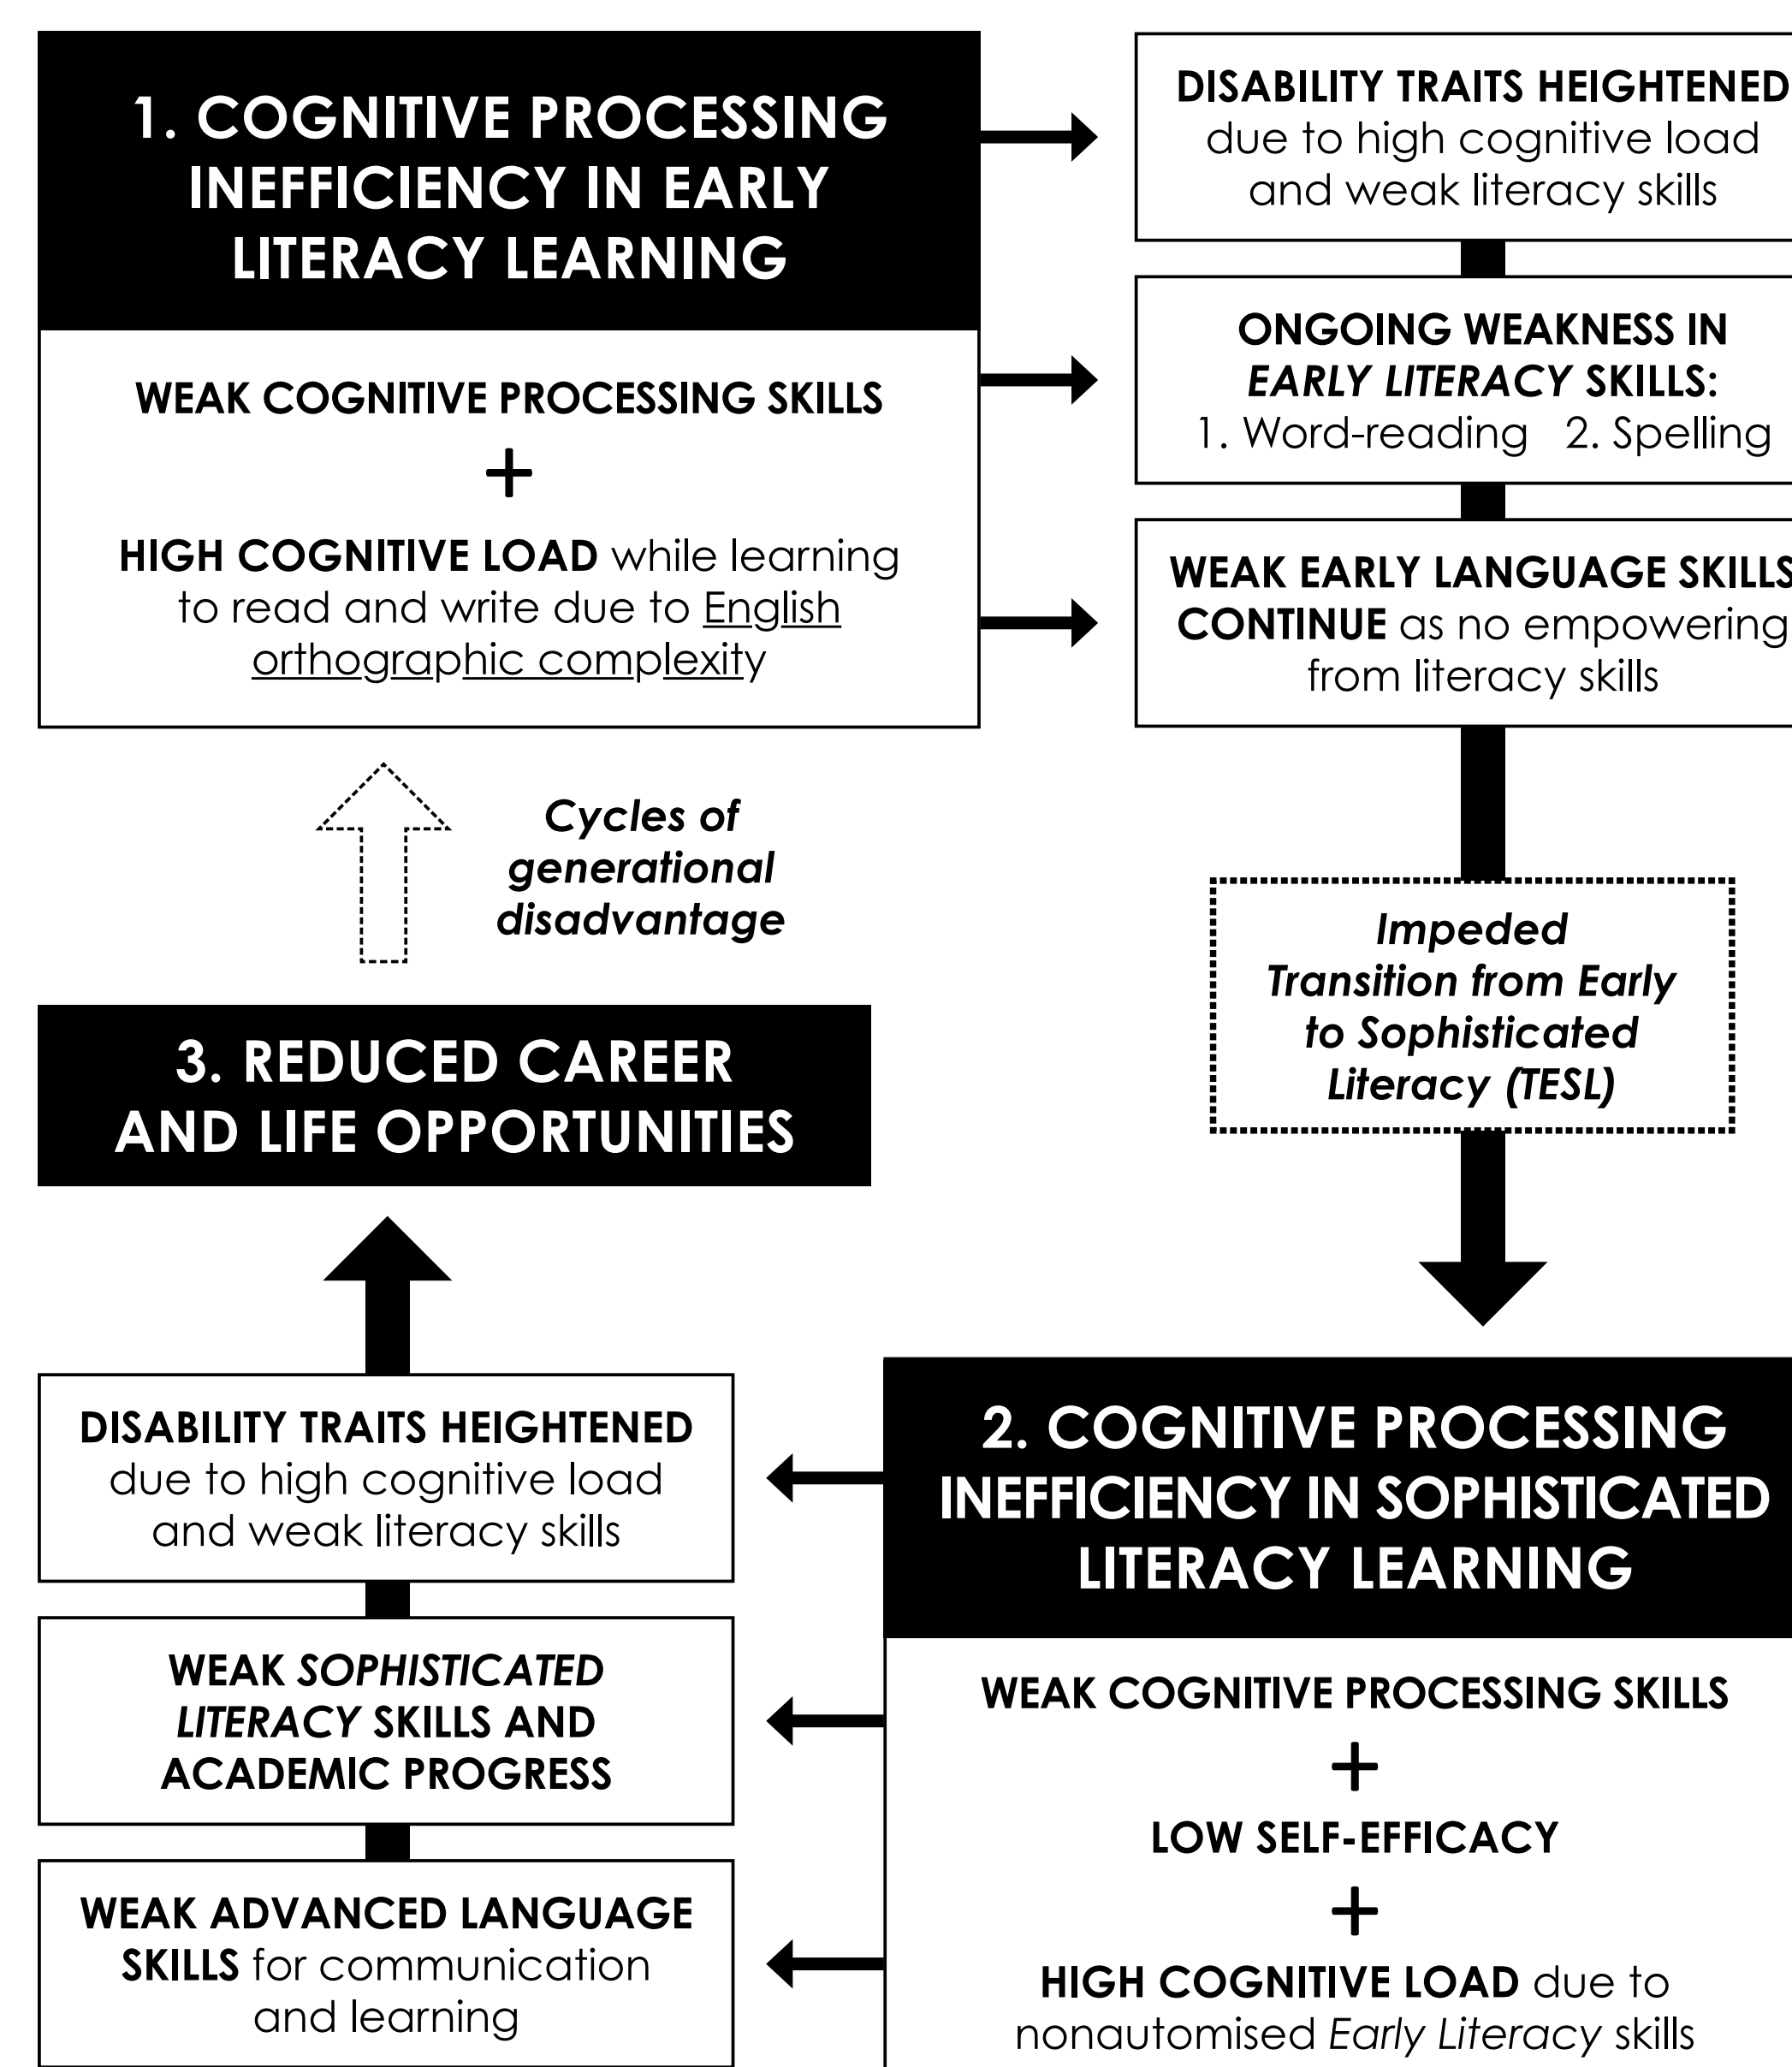 1. COGNITIVE PROCESSING
INEFFICIENCY IN EARLY
LITERACY LEARNING
WEAK COGNITIVE PROCESSING SKILLS
+
HIGH COGNITIVE LOAD while learning
to read and write due to English
orthographic complexity
DISABILITY TRAITS HEIGHTENED
due to high cognitive load
and weak literacy skills
ONGOING WEAKNESS IN
EARLY LITERACY SKILLS:
1. Word-reading 2. Spelling
WEAK EARLY LANGUAGE SKILLS
CONTINUE as no empowering
from literacy skills
Impeded
Transition from Early
to Sophisticated
Literacy (TESL)
2. COGNITIVE PROCESSING
INEFFICIENCY IN SOPHISTICATED
LITERACY LEARNING
WEAK COGNITIVE PROCESSING SKILLS
+
LOW SELF-EFFICACY
+
HIGH COGNITIVE LOAD due to
nonautomised Early Literacy skills
DISABILITY TRAITS HEIGHTENED
due to high cognitive load
and weak literacy skills
WEAK SOPHISTICATED
LITERACY SKILLS AND
ACADEMIC PROGRESS
WEAK ADVANCED LANGUAGE
SKILLS for communication
and learning
3. REDUCED CAREER
AND LIFE OPPORTUNITIES
Cycles of
generational
disadvantage